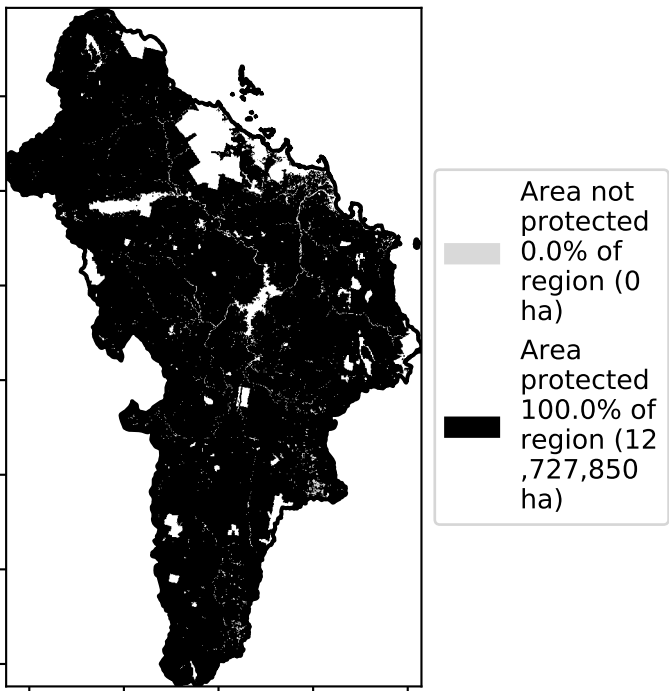 Area not
protected
0.0% of
region (0
ha)
Area
protected
100.0% of
region (12
,727,850
ha)